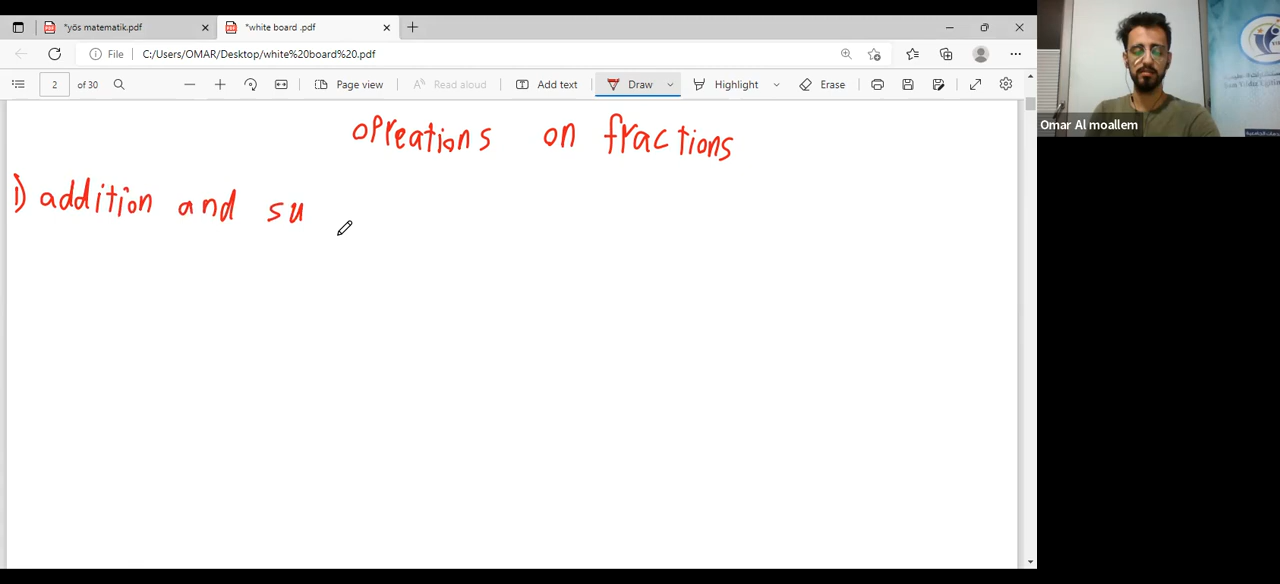 *yös matematik.pdf
*white board .pdf
File
C:/Users/OMAR/Desktop/white%20board%20.pdf
2 of 30
Page view
Read aloud
Add text
Draw
Highlight
Erase
opreations on fractions
1) addition and su
Omar Al moallem